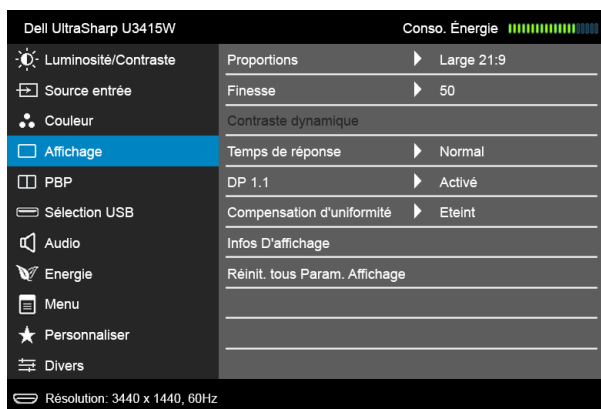 Dell UltraSharp U3415W Conso. Énergie
Luminosité/Contraste Proportions Large 21:9
Source entrée Finesse 50
Couleur Contraste dynamique
Affichage Temps de réponse Normal
PBP DP 1.1 Activé
Sélection USB Compensation d'uniformité Eteint
Audio Infos D'affichage
Energie Réinit. tous Param. Affichage
Menu
Personnaliser
Divers
Résolution: 3440 x 1440, 60Hz